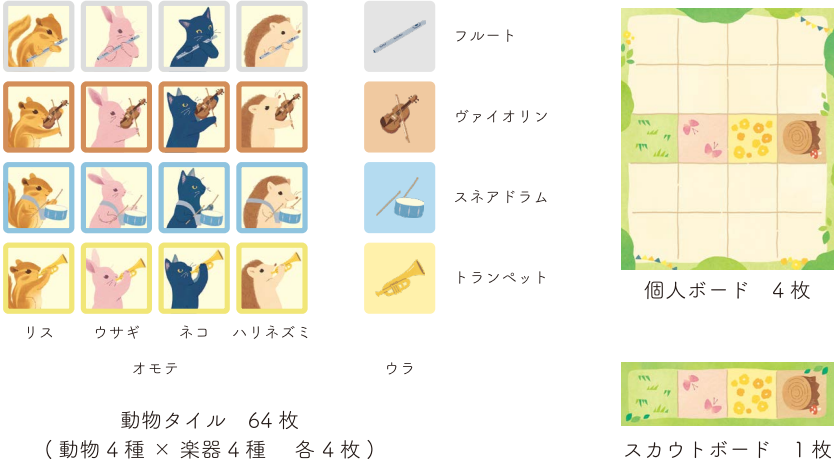 フルート
ヴァイオリン
スネアドラム
トランペット
リス ウサギ ネコ ハリネズミ
オモテ
ウラ
動物タイル 64枚
（動物4種 × 楽器4種 各4枚）
個人ボード 4枚
スカウトボード 1枚